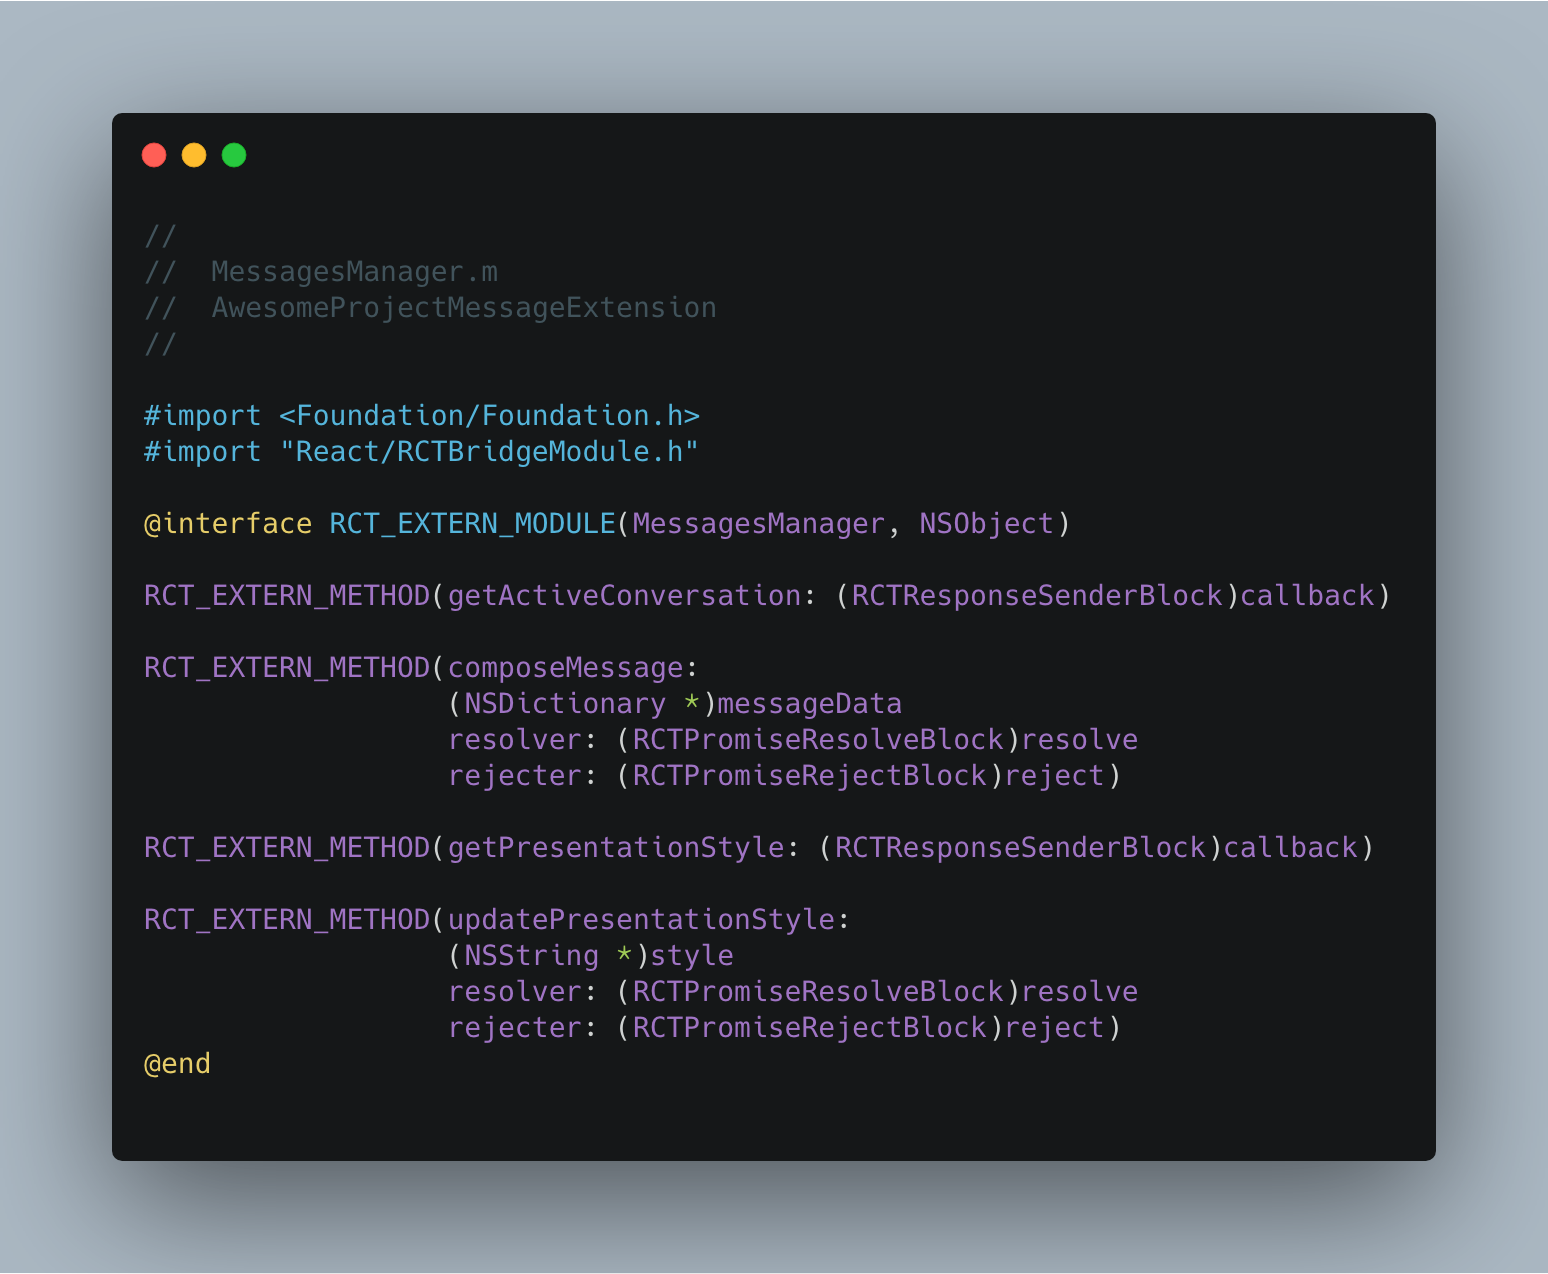 //
//  MessagesManager.m
//  AwesomeProjectMessageExtension
//
#import <Foundation/Foundation.h>
#import "React/RCTBridgeModule.h"
@interface RCT_EXTERN_MODULE(MessagesManager, NSObject)
RCT_EXTERN_METHOD(getActiveConversation: (RCTResponseSenderBlock)callback)
RCT_EXTERN_METHOD(composeMessage:
                  (NSDictionary *)messageData
                  resolver: (RCTPromiseResolveBlock)resolve
                  rejecter: (RCTPromiseRejectBlock)reject)
RCT_EXTERN_METHOD(getPresentationStyle: (RCTResponseSenderBlock)callback)
RCT_EXTERN_METHOD(updatePresentationStyle:
                  (NSString *)style
                  resolver: (RCTPromiseResolveBlock)resolve
                  rejecter: (RCTPromiseRejectBlock)reject)
@end